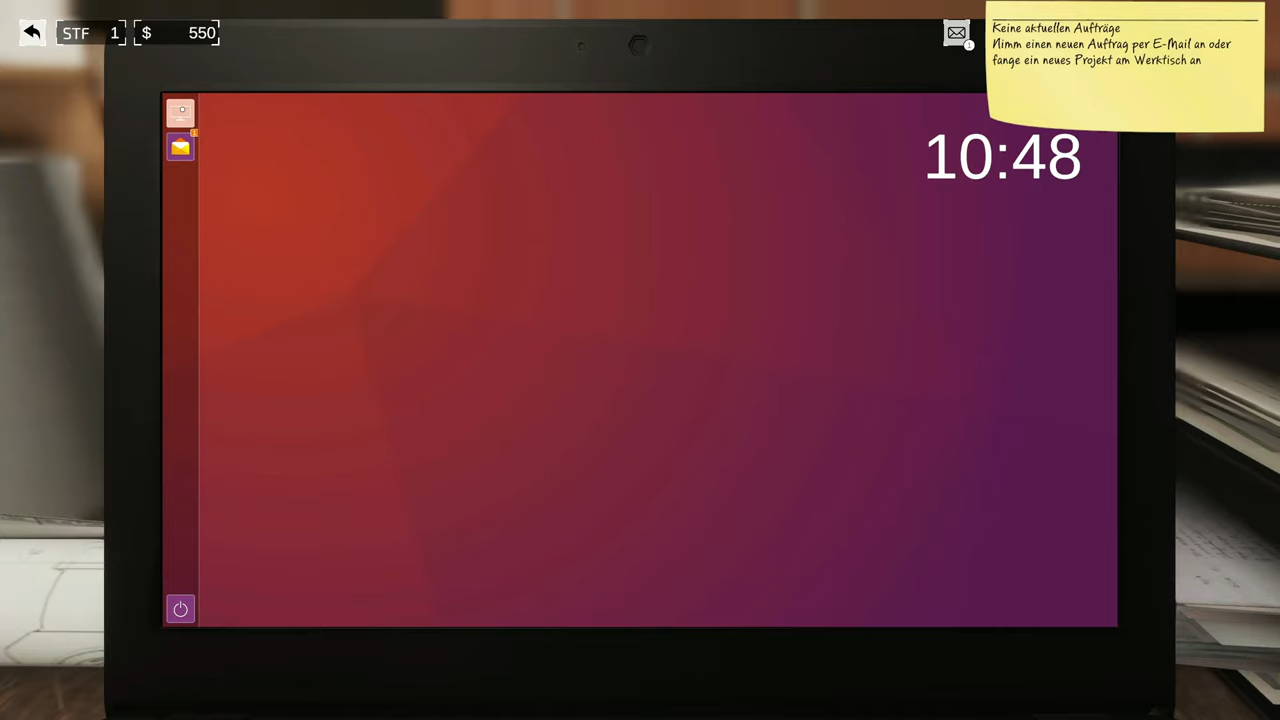 STF 1 $ 550
1
Keine aktuellen Aufträge
Nimm einen neuen Auftrag per E-Mail an oder
fange ein neues Projekt am Werktisch an
10:48